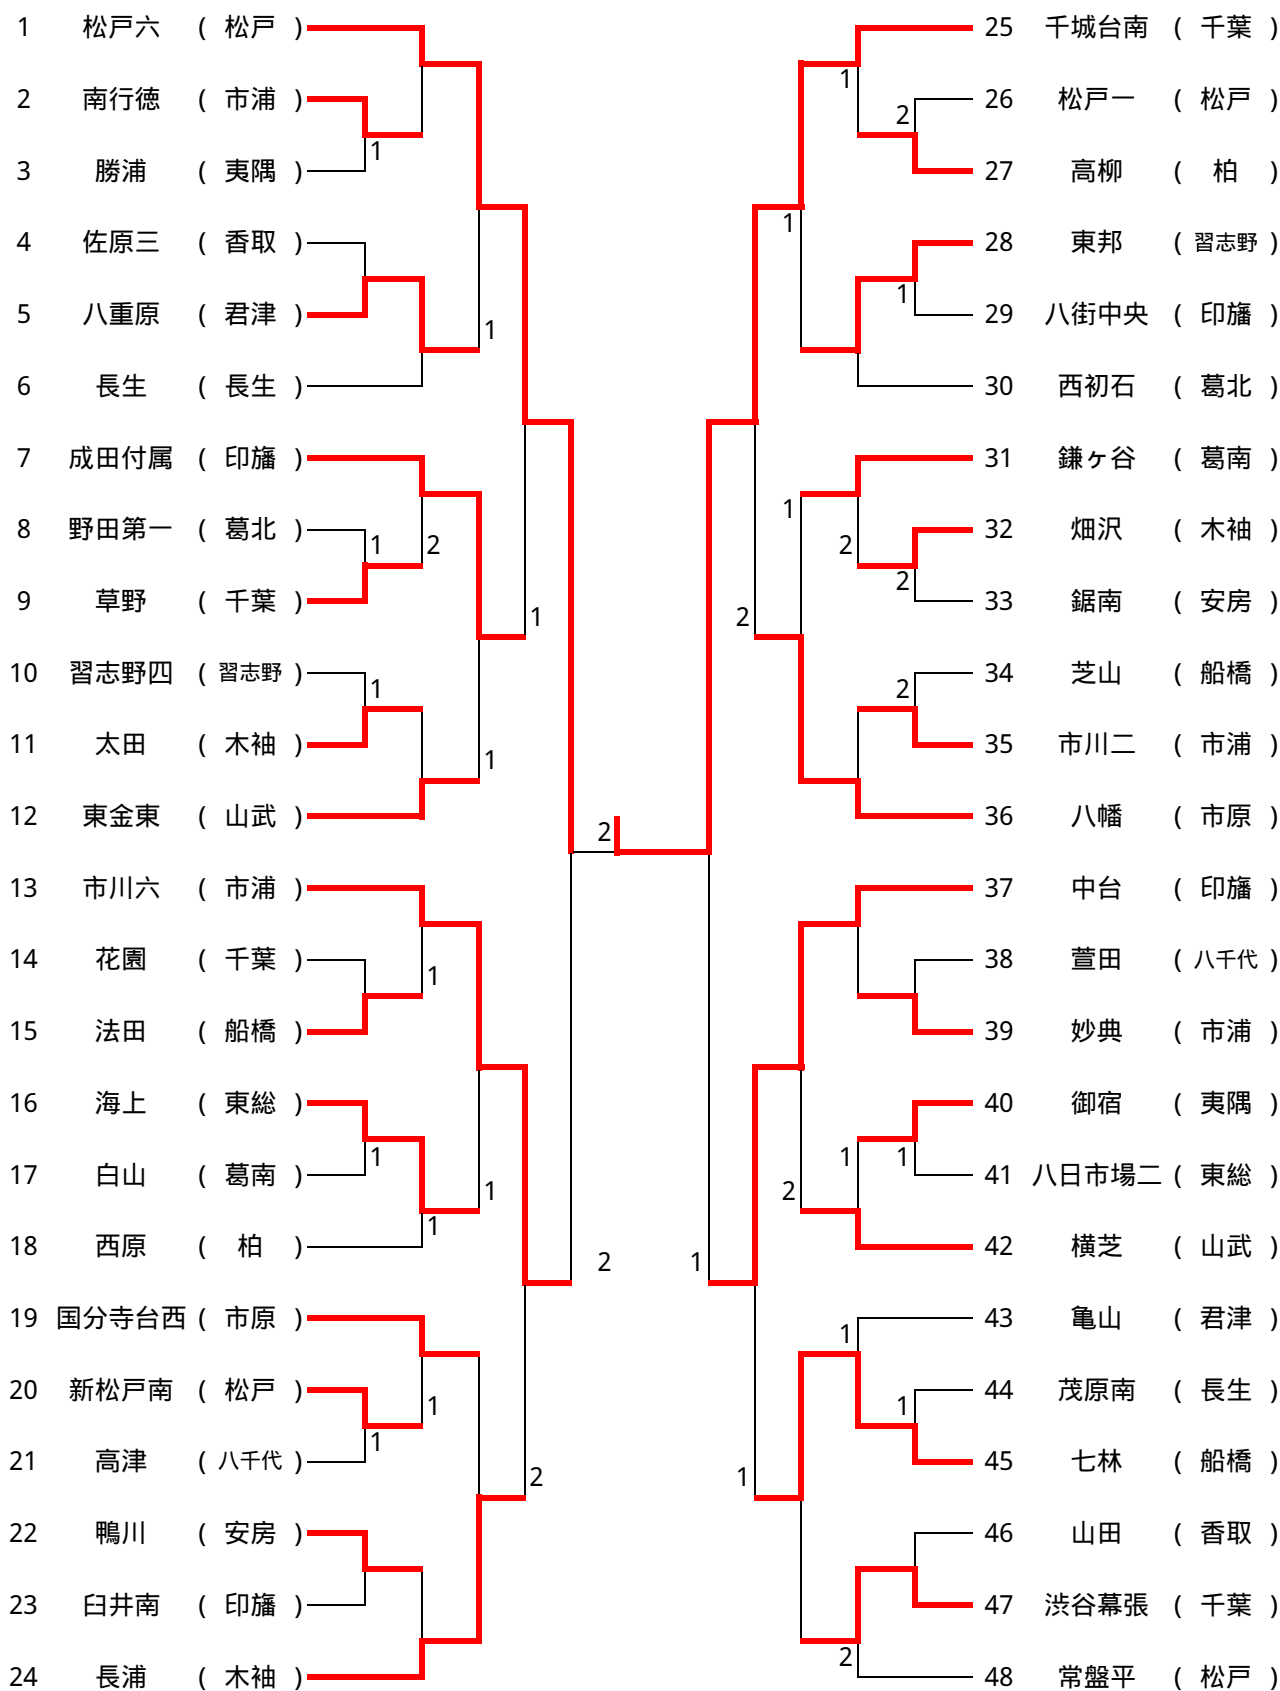 1 松戸六 ( 松戸 )
2 南行徳 ( 市浦 )
1
3 勝浦 ( 夷隅 )
4 佐原三 ( 香取 )
5 八重原 ( 君津 )
1
6 長生 ( 長生 )
7 成田付属 ( 印旛 )
8 野田第一 ( 葛北 )
1 2
9 草野 ( 千葉 )
1
10 習志野四 ( 習志野 )
1
11 太田 ( 木袖 )
1
12 東金東 ( 山武 )
2
13 市川六 ( 市浦 )
14 花園 ( 千葉 )
1
15 法田 ( 船橋 )
16 海上 ( 東総 )
1
17 白山 ( 葛南 )
1
1
18 西原 ( 柏 )
2
19 国分寺台西 ( 市原 )
20 新松戸南 ( 松戸 )
1
1
21 高津 ( 八千代 )
2
22 鴨川 ( 安房 )
23 臼井南 ( 印旛 )
24 長浦 ( 木袖 )
25 千城台南 ( 千葉 )
1
26 松戸一 ( 松戸 )
2
27 高柳 ( 柏 )
1
28 東邦 ( 習志野 )
1
29 八街中央 ( 印旛 )
30 西初石 ( 葛北 )
31 鎌ヶ谷 ( 葛南 )
1
32 畑沢 ( 木袖 )
2
2
33 鋸南 ( 安房 )
2
34 芝山 ( 船橋 )
2
35 市川二 ( 市浦 )
36 八幡 ( 市原 )
37 中台 ( 印旛 )
38 萱田 ( 八千代 )
39 妙典 ( 市浦 )
40 御宿 ( 夷隅 )
1 1
41 八日市場二 ( 東総 )
2
42 横芝 ( 山武 )
1
43 亀山 ( 君津 )
1
44 茂原南 ( 長生 )
1
45 七林 ( 船橋 )
1
46 山田 ( 香取 )
47 渋谷幕張 ( 千葉 )
2
48 常盤平 ( 松戸 )